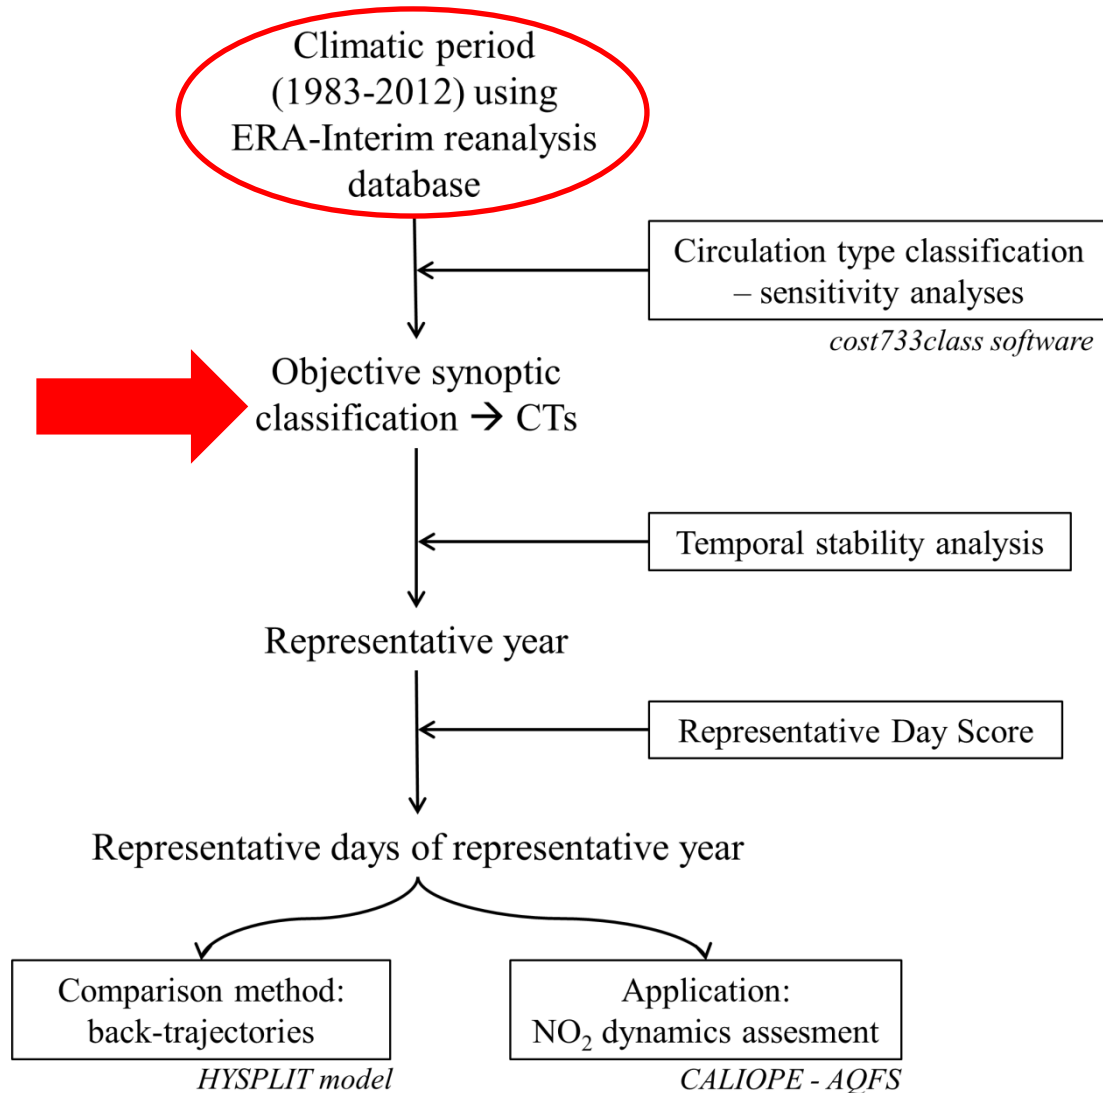 Climatic period
(1983-2012) using
ERA-Interim reanalysis
database
Circulation type classification
– sensitivity analyses
cost733class software
Objective synoptic
classification → CTs
Temporal stability analysis
Representative year
Representative Day Score
Representative days of representative year
Comparison method:
back-trajectories
HYSPLIT model
Application:
NO₂ dynamics assesment
CALIOPE - AQFS